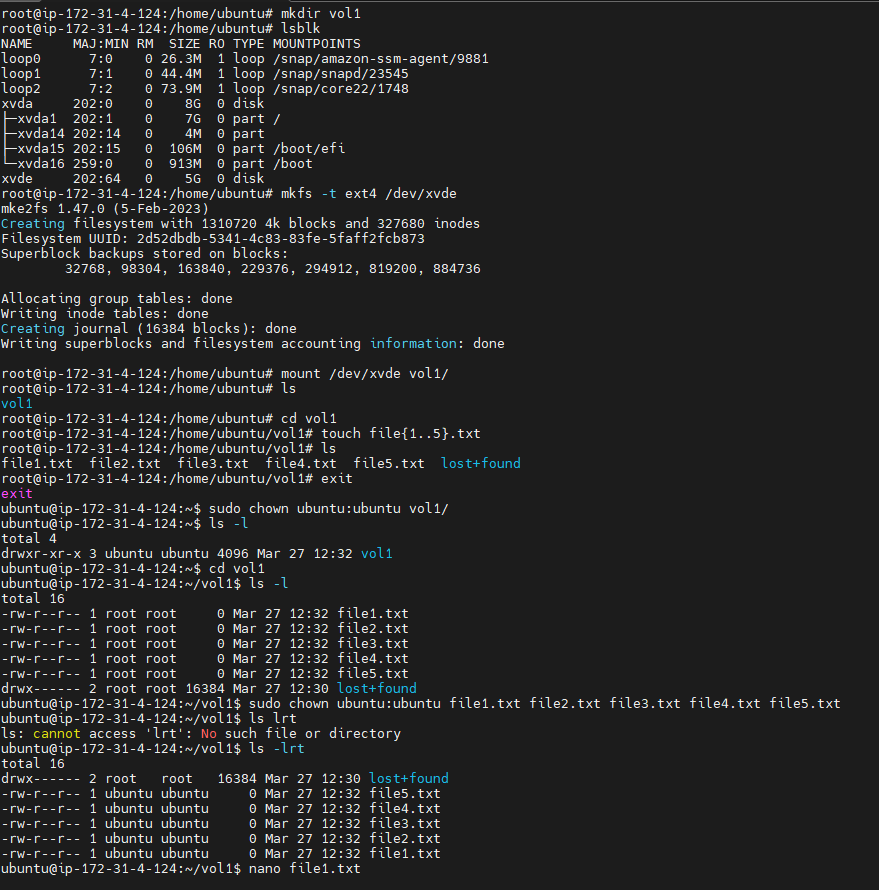 root@ip-172-31-4-124:/home/ubuntu# mkdir vol1
root@ip-172-31-4-124:/home/ubuntu# lsblk
NAME     MAJ:MIN RM  SIZE RO TYPE MOUNTPOINTS
loop0      7:0    0 26.3M  1 loop /snap/amazon-ssm-agent/9881
loop1      7:1    0 44.4M  1 loop /snap/snapd/23545
loop2      7:2    0 73.9M  1 loop /snap/core22/1748
xvda     202:0    0    8G  0 disk
├─xvda1  202:1    0    7G  0 part /
├─xvda14 202:14   0    4M  0 part
├─xvda15 202:15   0  106M  0 part /boot/efi
└─xvda16 259:0    0  913M  0 part /boot
xvde     202:64   0    5G  0 disk
root@ip-172-31-4-124:/home/ubuntu# mkfs -t ext4 /dev/xvde
mke2fs 1.47.0 (5-Feb-2023)
Creating filesystem with 1310720 4k blocks and 327680 inodes
Filesystem UUID: 2d52dbdb-5341-4c83-83fe-5faff2fcb873
Superblock backups stored on blocks:
        32768, 98304, 163840, 229376, 294912, 819200, 884736

Allocating group tables: done
Writing inode tables: done
Creating journal (16384 blocks): done
Writing superblocks and filesystem accounting information: done

root@ip-172-31-4-124:/home/ubuntu# mount /dev/xvde vol1/
root@ip-172-31-4-124:/home/ubuntu# ls
vol1
root@ip-172-31-4-124:/home/ubuntu# cd vol1
root@ip-172-31-4-124:/home/ubuntu/vol1# touch file{1..5}.txt
root@ip-172-31-4-124:/home/ubuntu/vol1# ls
file1.txt  file2.txt  file3.txt  file4.txt  file5.txt  lost+found
root@ip-172-31-4-124:/home/ubuntu/vol1# exit
exit
ubuntu@ip-172-31-4-124:~$ sudo chown ubuntu:ubuntu vol1/
ubuntu@ip-172-31-4-124:~$ ls -l
total 4
drwxr-xr-x 3 ubuntu ubuntu 4096 Mar 27 12:32 vol1
ubuntu@ip-172-31-4-124:~$ cd vol1
ubuntu@ip-172-31-4-124:~/vol1$ ls -l
total 16
-rw-r--r-- 1 root root     0 Mar 27 12:32 file1.txt
-rw-r--r-- 1 root root     0 Mar 27 12:32 file2.txt
-rw-r--r-- 1 root root     0 Mar 27 12:32 file3.txt
-rw-r--r-- 1 root root     0 Mar 27 12:32 file4.txt
-rw-r--r-- 1 root root     0 Mar 27 12:32 file5.txt
drwx------ 2 root root 16384 Mar 27 12:30 lost+found
ubuntu@ip-172-31-4-124:~/vol1$ sudo chown ubuntu:ubuntu file1.txt file2.txt file3.txt file4.txt file5.txt
ubuntu@ip-172-31-4-124:~/vol1$ ls lrt
ls: cannot access 'lrt': No such file or directory
ubuntu@ip-172-31-4-124:~/vol1$ ls -lrt
total 16
drwx------ 2 root   root   16384 Mar 27 12:30 lost+found
-rw-r--r-- 1 ubuntu ubuntu     0 Mar 27 12:32 file5.txt
-rw-r--r-- 1 ubuntu ubuntu     0 Mar 27 12:32 file4.txt
-rw-r--r-- 1 ubuntu ubuntu     0 Mar 27 12:32 file3.txt
-rw-r--r-- 1 ubuntu ubuntu     0 Mar 27 12:32 file2.txt
-rw-r--r-- 1 ubuntu ubuntu     0 Mar 27 12:32 file1.txt
ubuntu@ip-172-31-4-124:~/vol1$ nano file1.txt